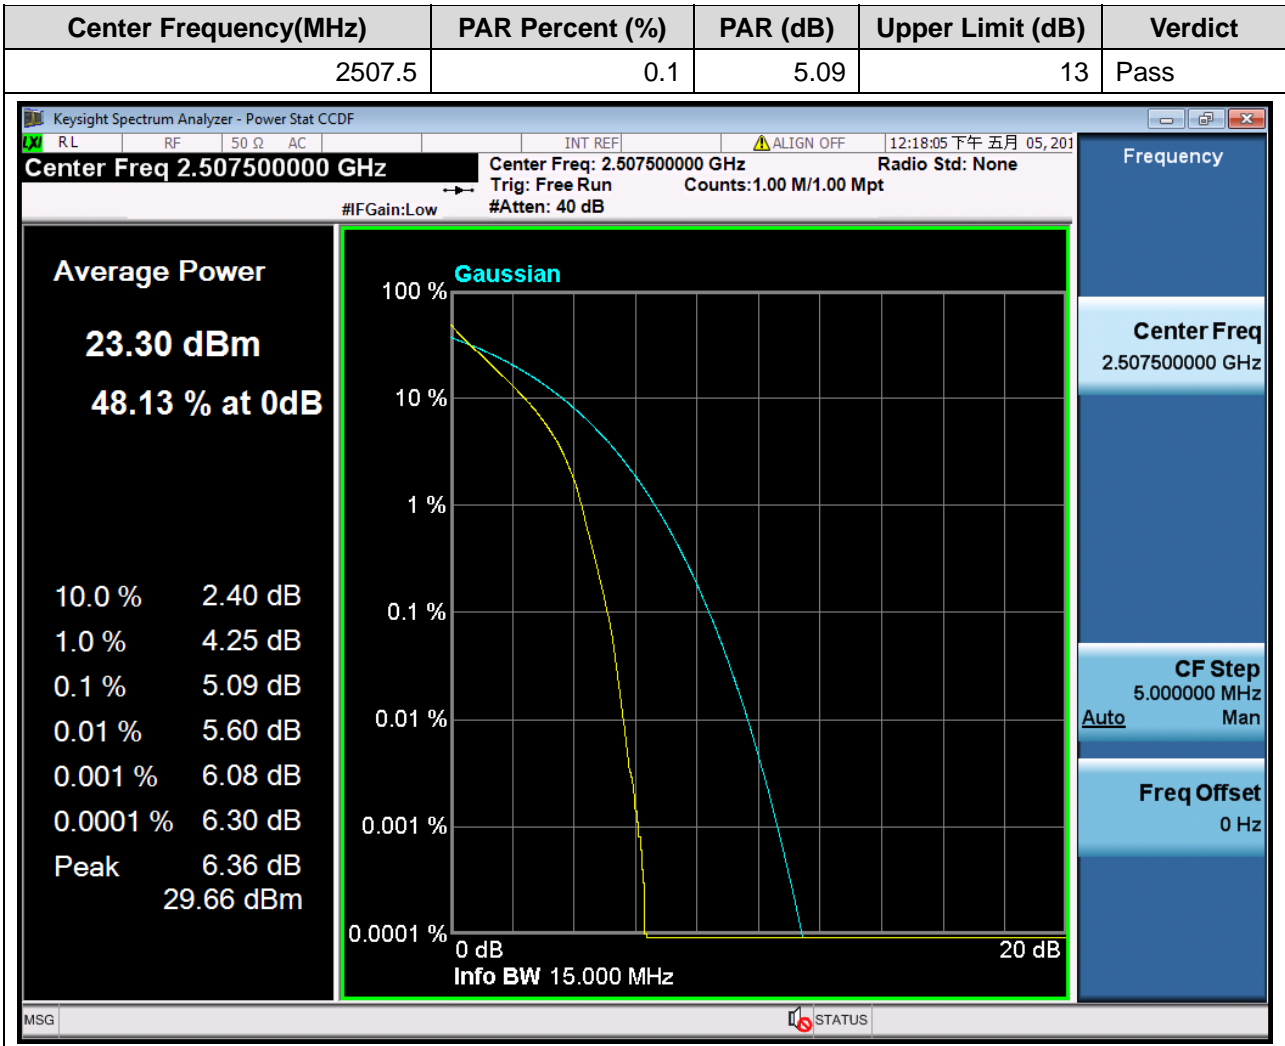 Center Frequency(MHz) PAR Percent (%) PAR (dB) Upper Limit (dB) Verdict
2507.5 0.1 5.09 13 Pass
Keysight Spectrum Analyzer - Power Stat CCDF
LXI RL RF 50 Ω AC INT REF ALIGN OFF 12:18:05 下午 五月 05, 201
Center Freq 2.507500000 GHz
#IFGain:Low
Center Freq: 2.507500000 GHz Radio Std: None
Trig: Free Run Counts:1.00 M/1.00 Mpt
#Atten: 40 dB
Average Power
23.30 dBm
48.13 % at 0dB
10.0 % 2.40 dB
1.0 % 4.25 dB
0.1 % 5.09 dB
0.01 % 5.60 dB
0.001 % 6.08 dB
0.0001 % 6.30 dB
Peak 6.36 dB
29.66 dBm
Gaussian
100 %
10 %
1 %
0.1 %
0.01 %
0.001 %
0.0001 %
0 dB 20 dB
Info BW 15.000 MHz
Frequency
Center Freq
2.507500000 GHz
CF Step
5.000000 MHz
Auto Man
Freq Offset
0 Hz
MSG STATUS